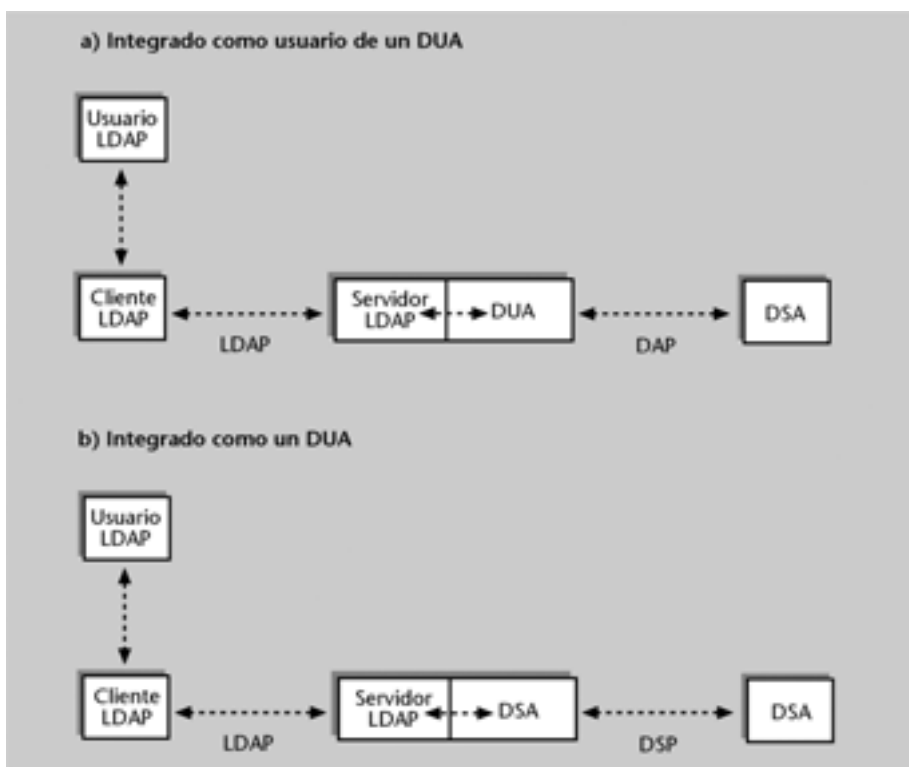 a) Integrado como usuario de un DUA
Usuario
LDAP
Cliente
LDAP
LDAP
Servidor
LDAP
DUA
DAP
DSA
b) Integrado como un DUA
Usuario
LDAP
Cliente
LDAP
LDAP
Servidor
LDAP
DSA
DSP
DSA